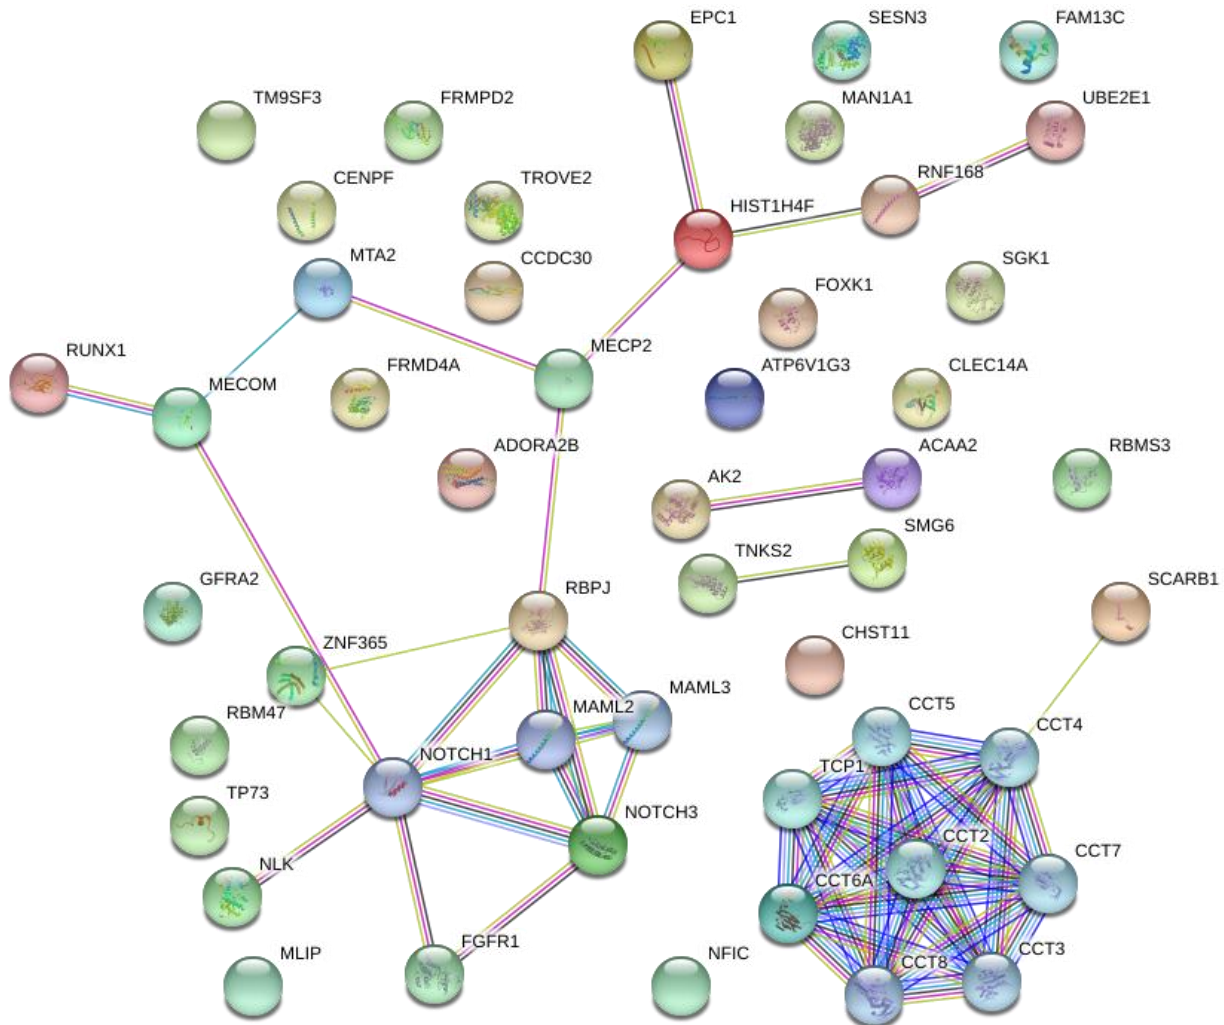 EPC1
SESN3
FAM13C
TM9SF3
FRMPD2
MAN1A1
UBE2E1
CENPF
TROVE2
RNF168
HIST1H4F
MTA2
CCDC30
SGK1
FOXK1
RUNX1
MECP2
MECOM
FRMD4A
ATP6V1G3
CLEC14A
ADORA2B
ACAA2
RBMS3
AK2
SMG6
TNKS2
GFRA2
RBPJ
SCARB1
ZNF365
CHST11
MAML3
RBM47
MAML2
CCT5
CCT4
NOTCH1
TCP1
TP73
NOTCH3
CCT2
CCT7
NLK
CCT6A
FGFR1
MLIP
NFIC
CCT8
CCT3